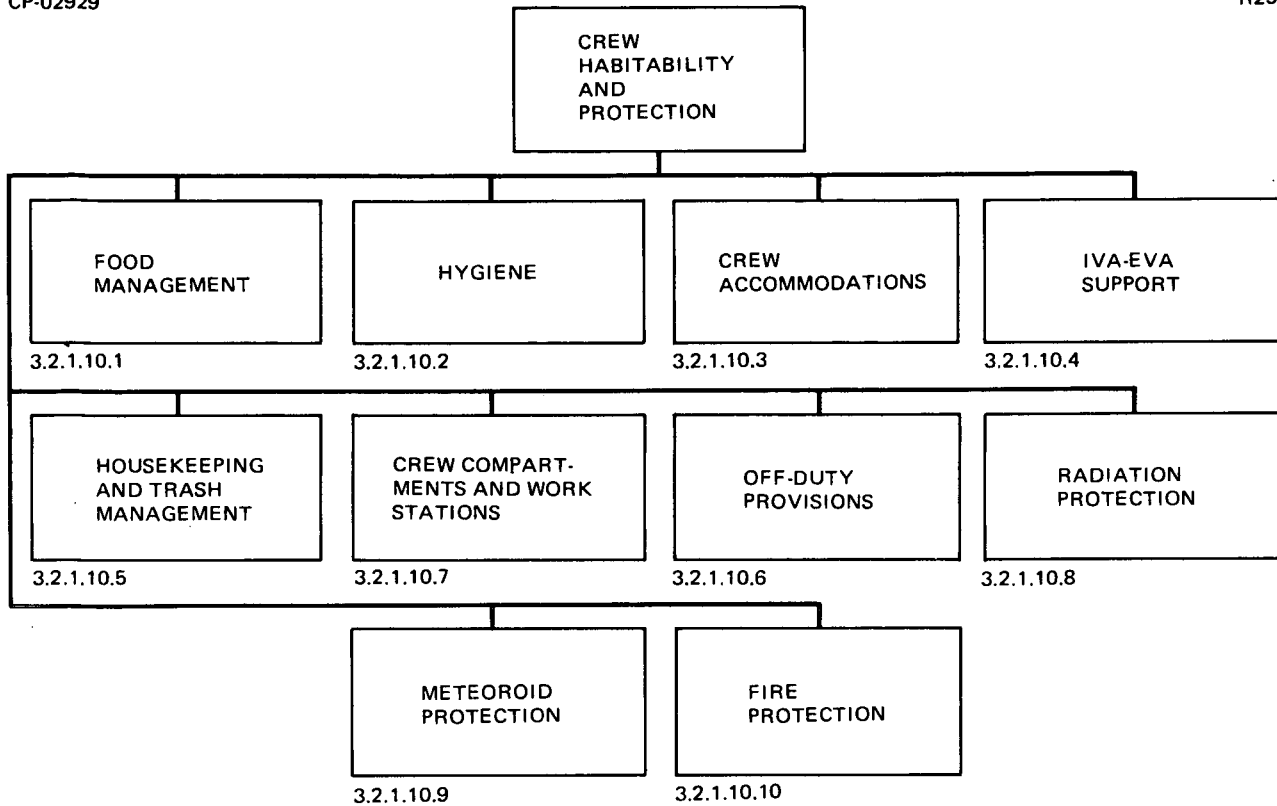 CP-02929
CREW
HABITABILITY
AND
PROTECTION
FOOD
MANAGEMENT
3.2.1.10.1
HYGIENE
3.2.1.10.2
CREW
ACCOMMODATIONS
3.2.1.10.3
IVA-EVA
SUPPORT
3.2.1.10.4
HOUSEKEEPING
AND TRASH
MANAGEMENT
3.2.1.10.5
CREW COMPART-
MENTS AND WORK
STATIONS
3.2.1.10.7
OFF-DUTY
PROVISIONS
3.2.1.10.6
RADIATION
PROTECTION
3.2.1.10.8
METEOROID
PROTECTION
3.2.1.10.9
FIRE
PROTECTION
3.2.1.10.10